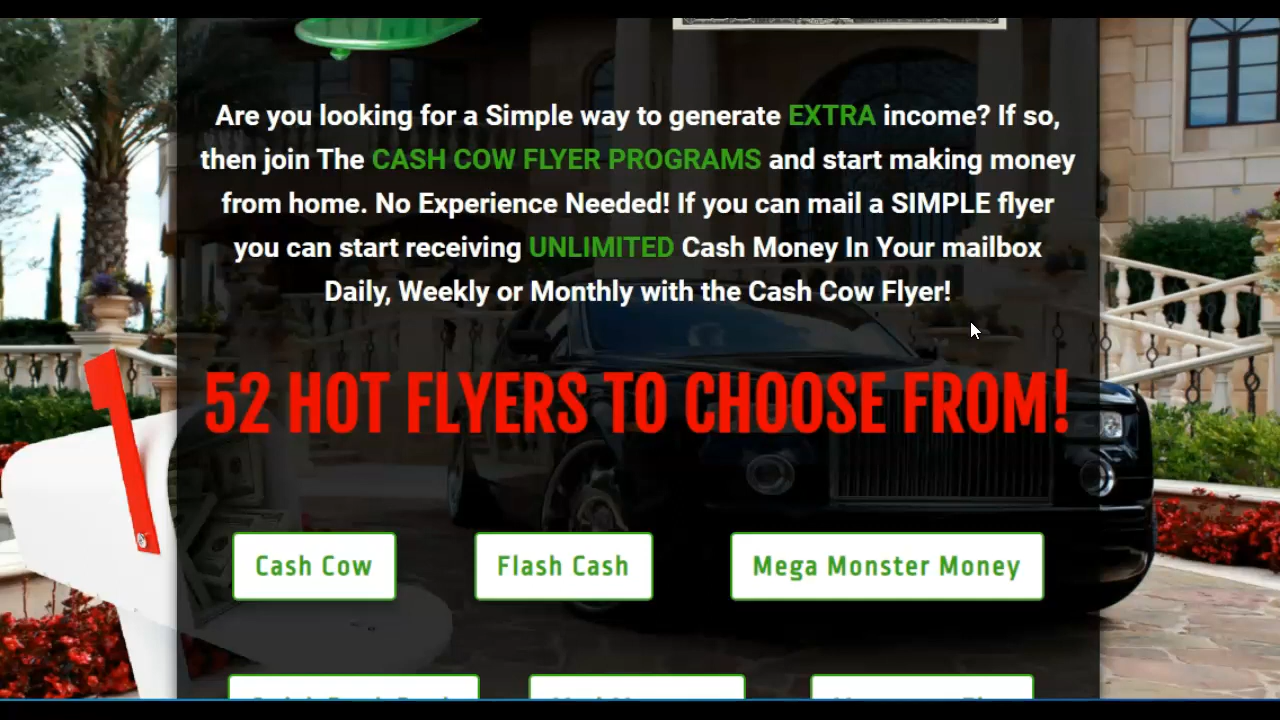 Are you looking for a Simple way to generate EXTRA income? If so,
then join The CASH COW FLYER PROGRAMS and start making money
from home. No Experience Needed! If you can mail a SIMPLE flyer
you can start receiving UNLIMITED Cash Money In Your mailbox
Daily, Weekly or Monthly with the Cash Cow Flyer!
52 HOT FLYERS TO CHOOSE FROM!
Cash Cow Flash Cash Mega Monster Money